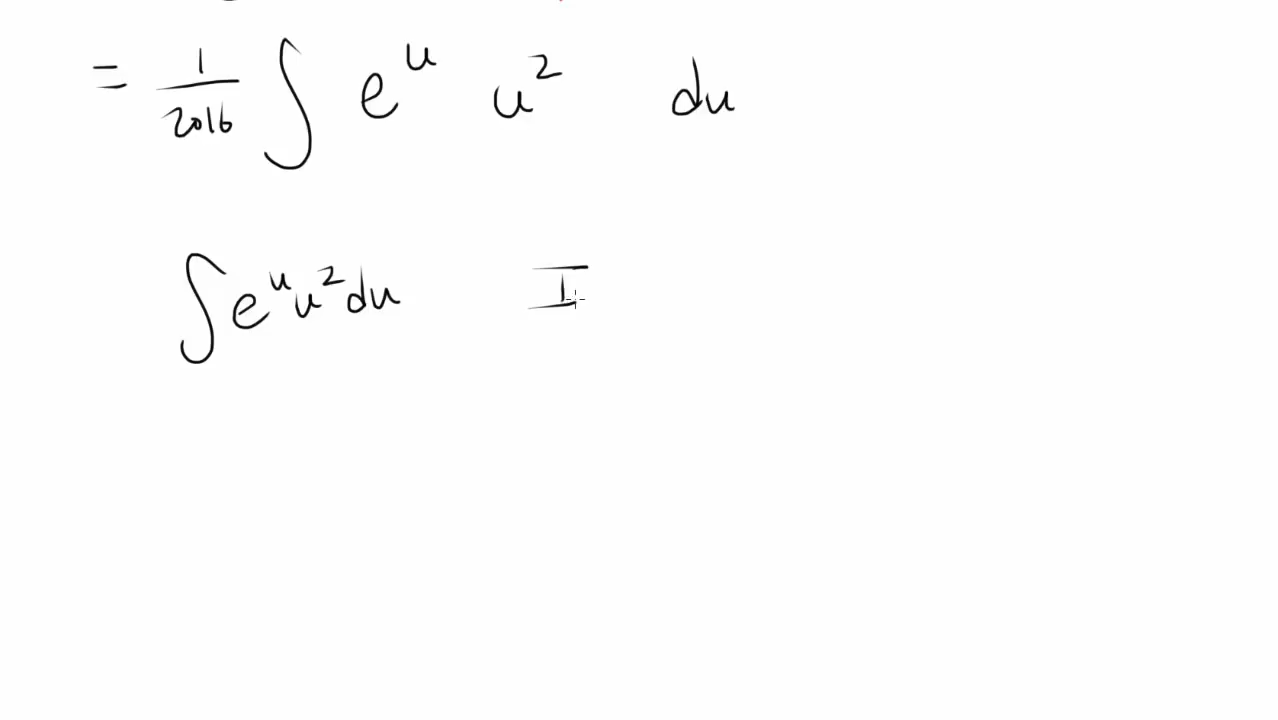 = 1/2016 ∫ e^u u^2 du
∫ e^u u^2 du I